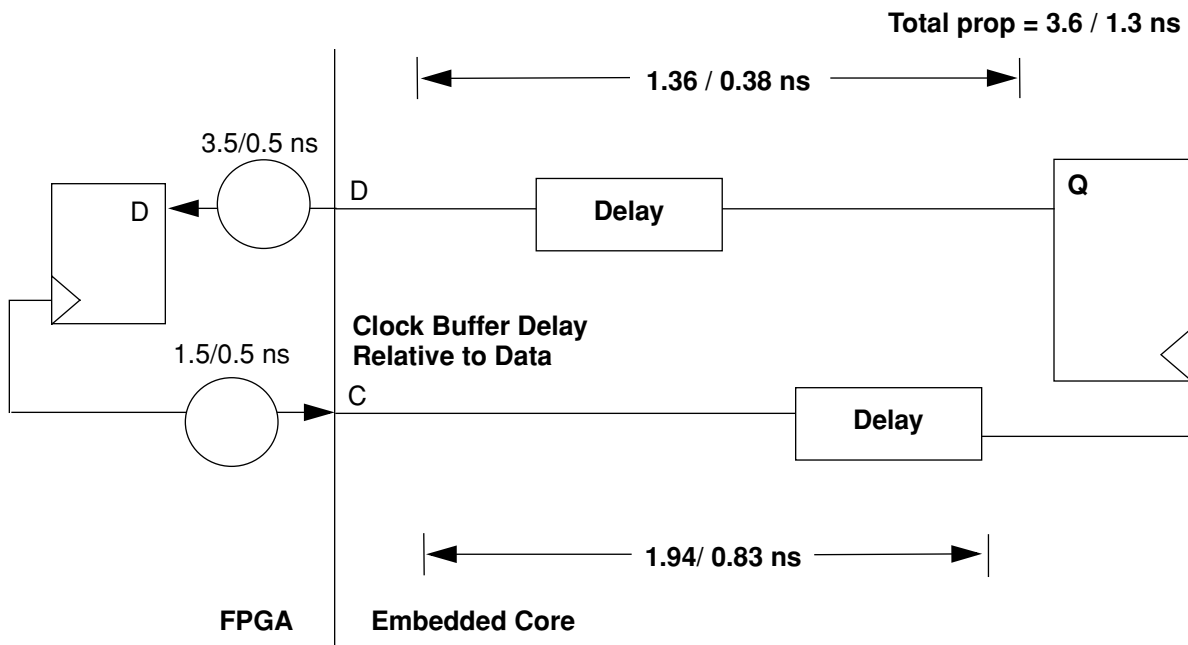 Total prop = 3.6 / 1.3 ns
1.36 / 0.38 ns
3.5/0.5 ns
D
D
Delay
Q
Clock Buffer Delay
Relative to Data
1.5/0.5 ns
C
Delay
1.94/ 0.83 ns
FPGA
Embedded Core